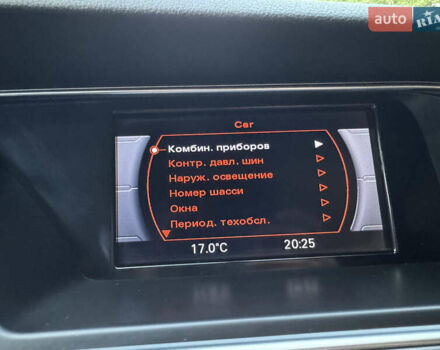 auto RIA
Car
Комбин. приборов
Контр. давл. шин
Наруж. освещение
Номер шасси
Окна
Период. техобсл.
17.0°C 20:25